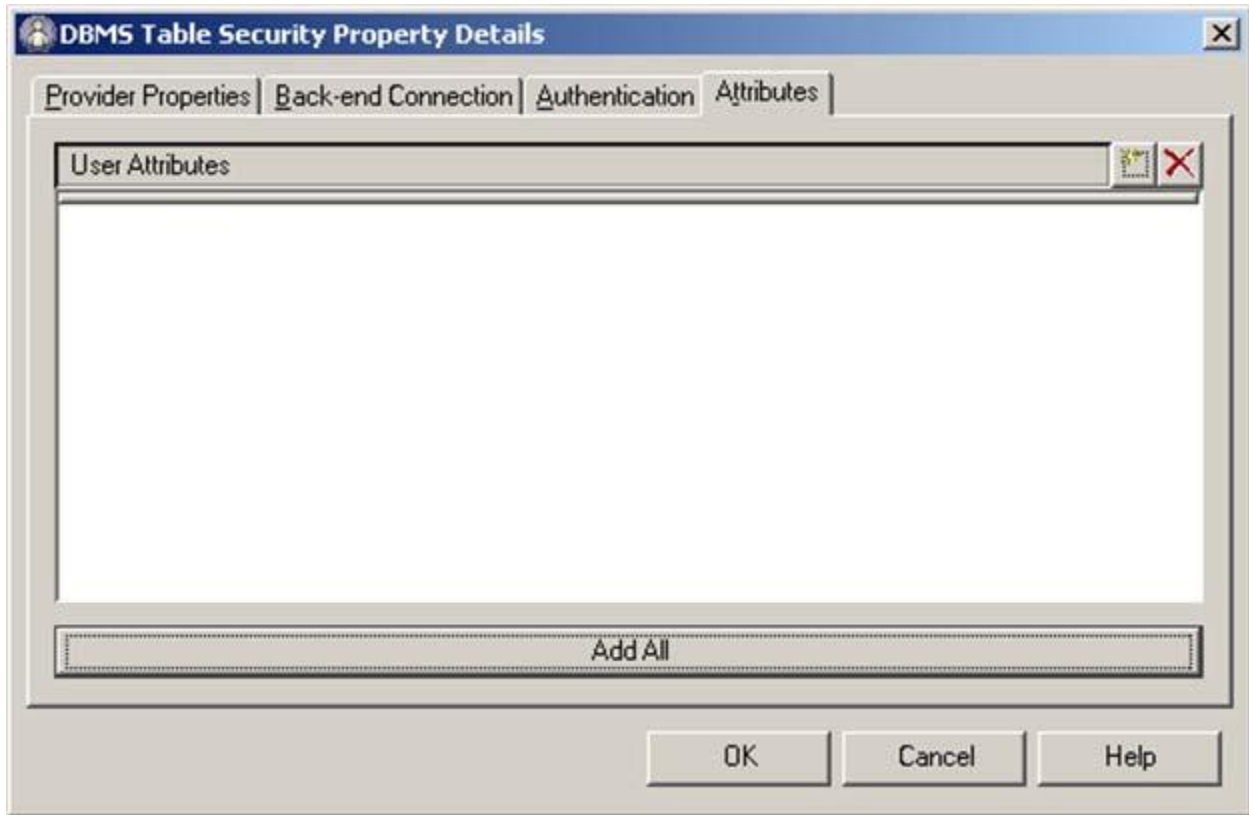 DBMS Table Security Property Details
Provider Properties Back-end Connection Authentication Attributes
User Attributes
Add All
OK Cancel Help